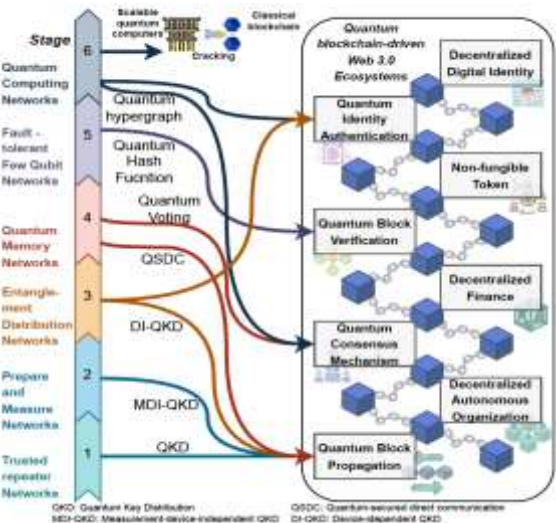 Stage
6
Scalable
quantum
computers
Classical
blockchain
Cracking
Quantum
Computing
Networks
Quantum
hypergraph
Fault -
tolerant
Few Qubit
Networks
5
Quantum
Hash
Fucntion
4
Quantum
Voting
Quantum
Memory
Networks
QSDC
Entangle-
ment
Distribution
Networks
3
DI-QKD
Prepare
and
Measure
Networks
2
MDI-QKD
Trusted
repeater
Networks
1
QKD
Quantum
blockchain-driven
Web 3.0
Ecosystems
Decentralized
Digital Identity
Quantum
Identity
Authentication
Non-fungible
Token
Quantum Block
Verification
Decentralized
Finance
Quantum
Consensus
Mechanism
Decentralized
Autonomous
Organization
Quantum Block
Propagation
QKD: Quantum Key Distribution
QSDC: Quantum-secured direct communication
MDI-QKD: Measurement-device-independent QKD
DI-QKD: Device-dependent QKD